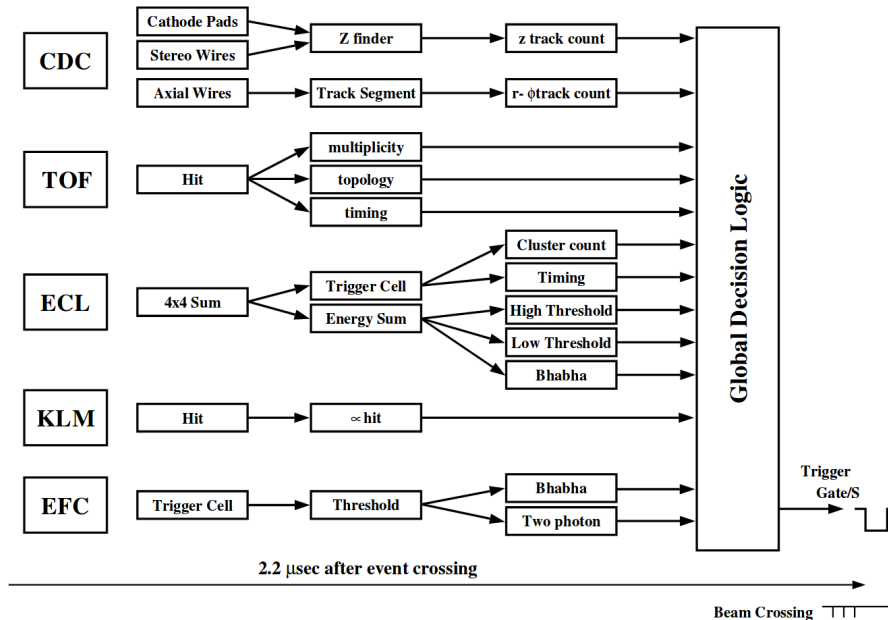 CDC
Cathode Pads
Stereo Wires
Axial Wires
Z finder
Track Segment
z track count
r- ϕ track count
TOF
Hit
multiplicity
topology
timing
ECL
4x4 Sum
Trigger Cell
Energy Sum
Cluster count
Timing
High Threshold
Low Threshold
Bhabha
KLM
Hit
∝ hit
EFC
Trigger Cell
Threshold
Bhabha
Two photon
Global Decision Logic
Trigger
Gate/S
2.2 μsec after event crossing
Beam Crossing